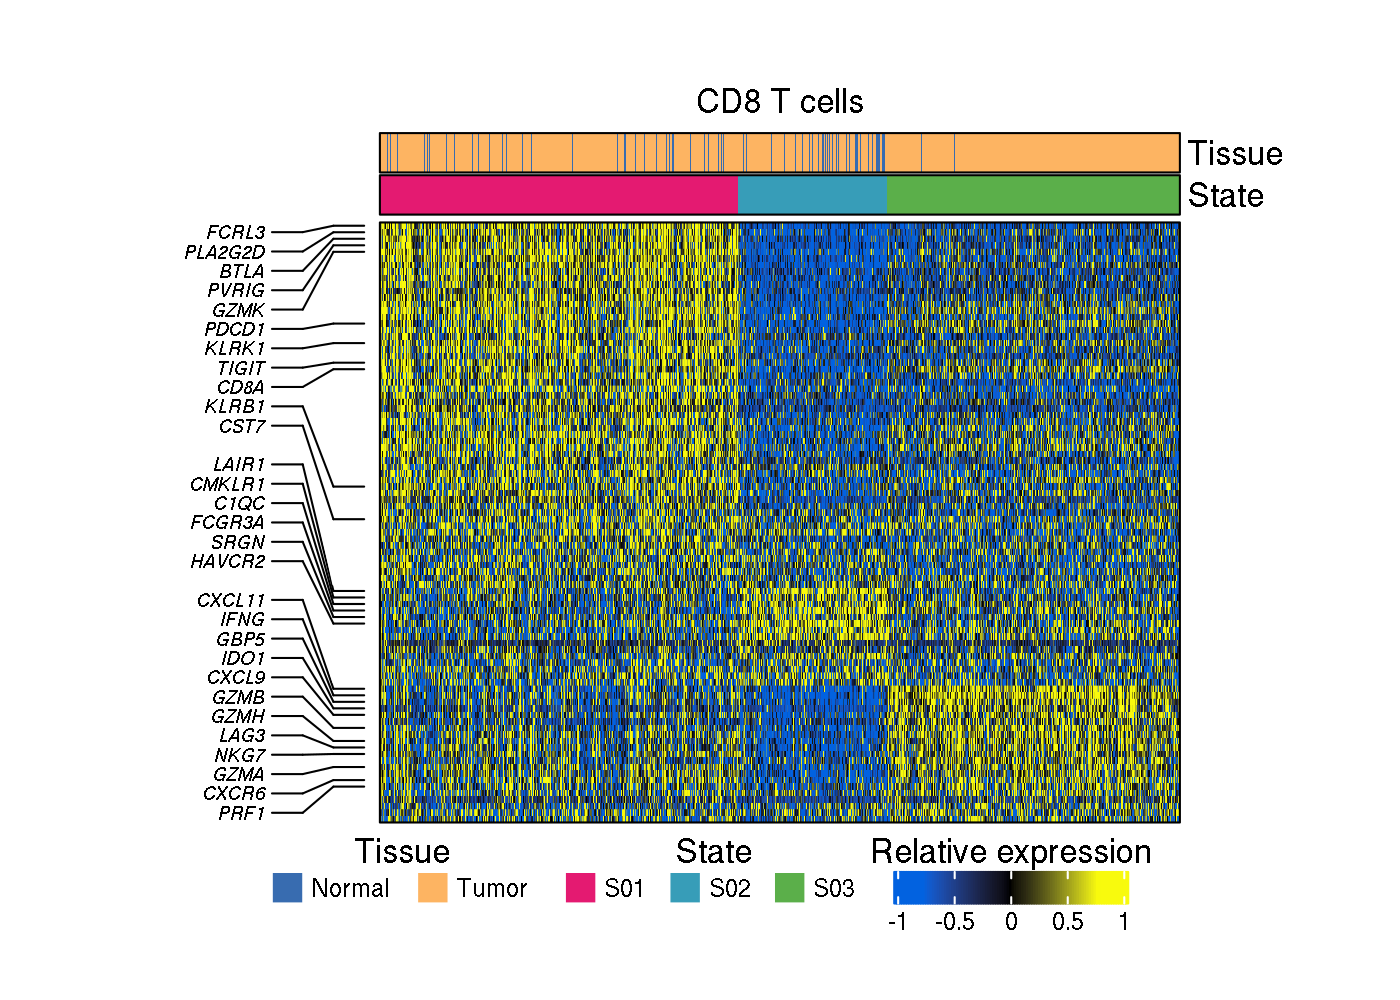 CD8 T cells
Tissue
State
FCRL3
PLA2G2D
BTLA
PVRIG
GZMK
PDCD1
KLRK1
TIGIT
CD8A
KLRB1
CST7
LAIR1
CMKLR1
C1QC
FCGR3A
SRGN
HAVCR2
CXCL11
IFNG
GBP5
IDO1
CXCL9
GZMB
GZMH
LAG3
NKG7
GZMA
CXCR6
PRF1
Tissue State Relative expression
Normal Tumor S01 S02 S03
-1 -0.5 0 0.5 1